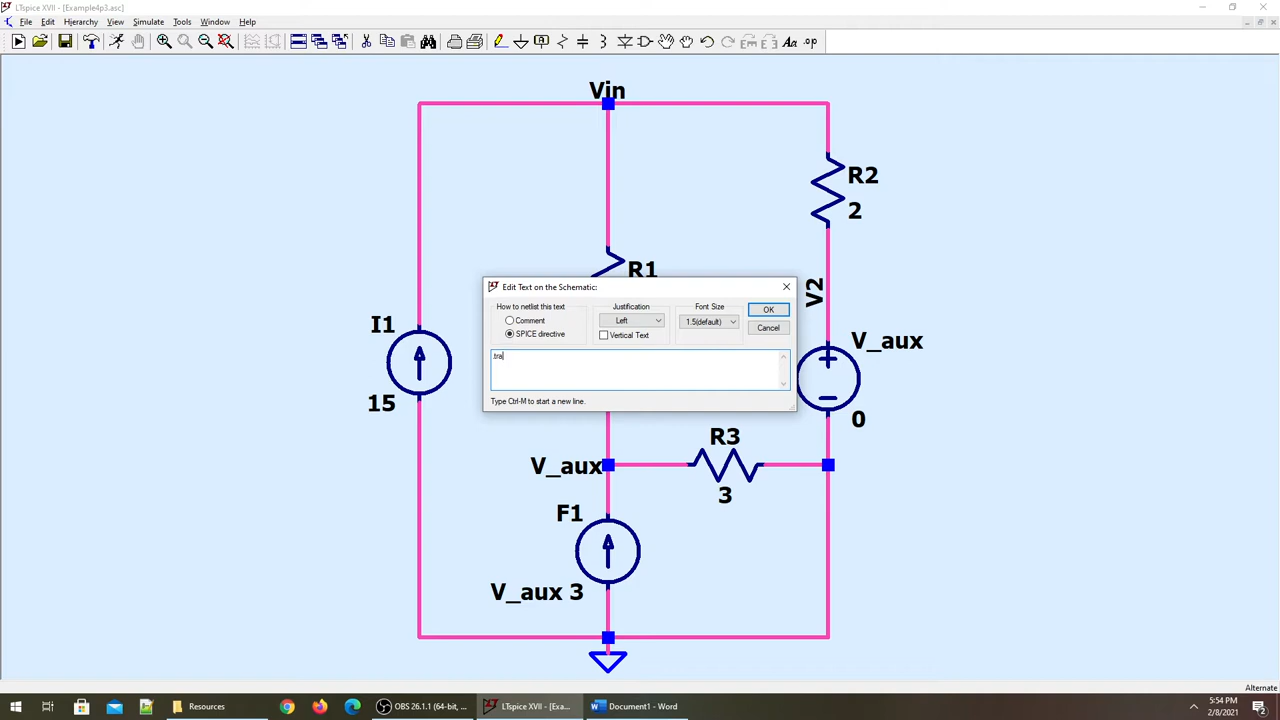 LTspice XVII - [Example4p3.asc]
File Edit Hierarchy View Simulate Tools Window Help
Aa .op
Vin
R2
2
R1
V2
I1
15
Edit Text on the Schematic:
How to netlist this text
Comment
SPICE directive
Justification
Left
Vertical Text
Font Size
1.5(default)
OK
Cancel
.tra
Type Ctrl-M to start a new line.
V_aux
0
R3
3
V_aux
F1
V_aux 3
Alternate
Resources
OBS 26.1.1 (64-bit, ...
LTspice XVII - [Exa...
Document1 - Word
5:54 PM
2/8/2021
2